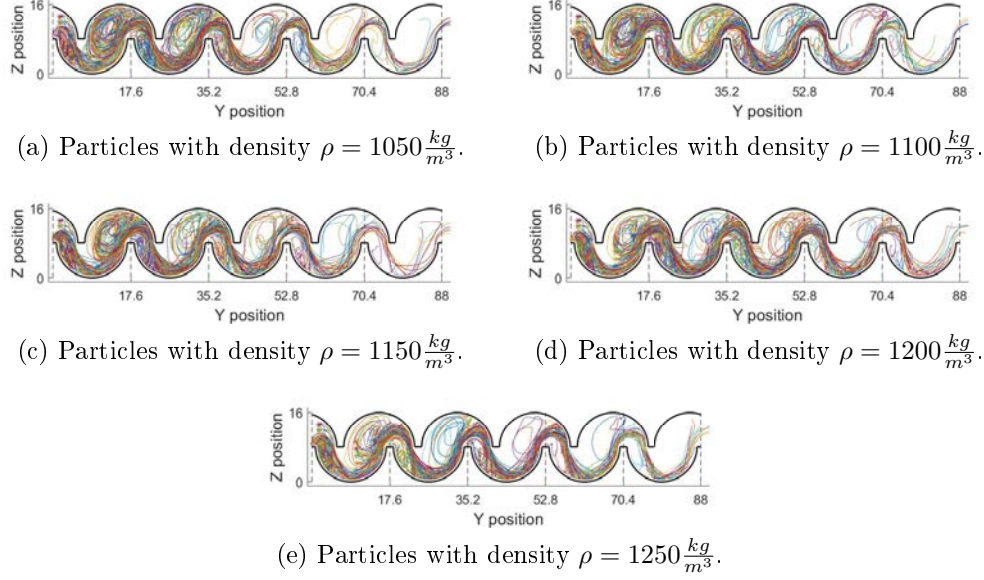 16
Z position
0
17.6 35.2 52.8 70.4 88
Y position
(a) Particles with density ρ = 1050 kg/m³.
16
Z position
0
17.6 35.2 52.8 70.4 88
Y position
(b) Particles with density ρ = 1100 kg/m³.
16
Z position
0
17.6 35.2 52.8 70.4 88
Y position
(c) Particles with density ρ = 1150 kg/m³.
16
Z position
0
17.6 35.2 52.8 70.4 88
Y position
(d) Particles with density ρ = 1200 kg/m³.
16
Z position
0
17.6 35.2 52.8 70.4 88
Y position
(e) Particles with density ρ = 1250 kg/m³.